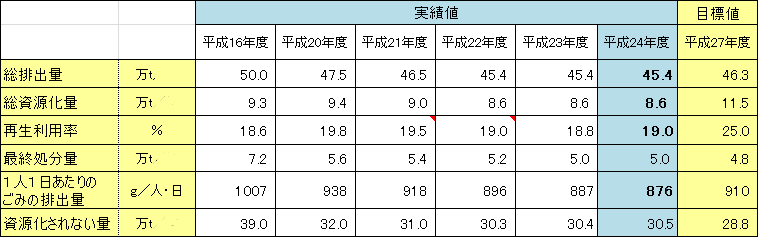 実績値 目標値
平成16年度 平成20年度 平成21年度 平成22年度 平成23年度 平成24年度 平成27年度
総排出量 万t 50.0 47.5 46.5 45.4 45.4 45.4 46.3
総資源化量 万t 9.3 9.4 9.0 8.6 8.6 8.6 11.5
再生利用率 % 18.6 19.8 19.5 19.0 18.8 19.0 25.0
最終処分量 万t 7.2 5.6 5.4 5.2 5.0 5.0 4.8
1人1日あたりの
ごみの排出量 g/人・日 1007 938 918 896 887 876 910
資源化されない量 万t 39.0 32.0 31.0 30.3 30.4 30.5 28.8